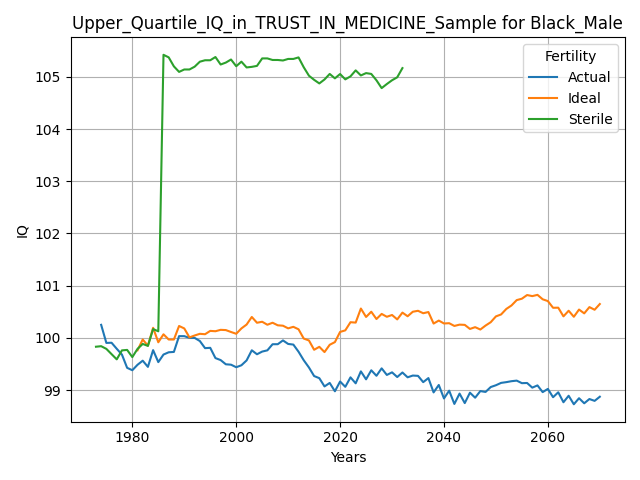 Upper_Quartile_IQ_in_TRUST_IN_MEDICINE_Sample for Black_Male
Fertility
Actual
Ideal
Sterile
105
104
103
102
101
100
99
IQ
1980
2000
2020
2040
2060
Years